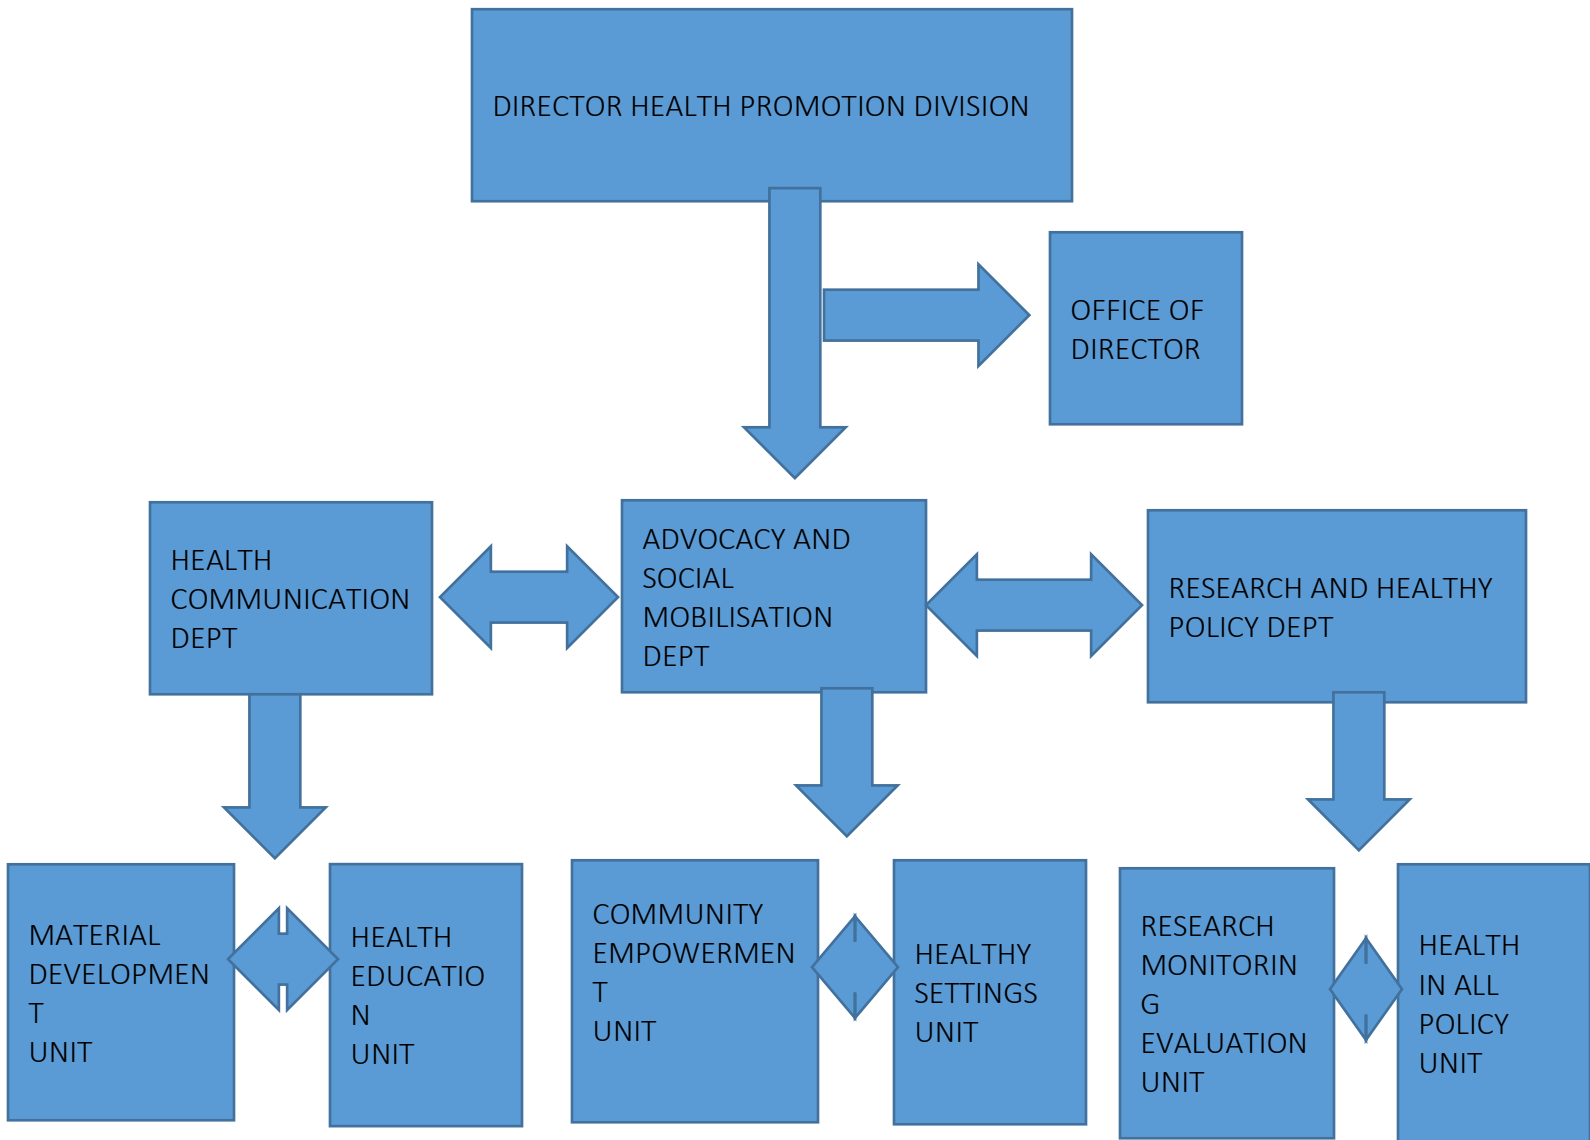 DIRECTOR HEALTH PROMOTION DIVISION
OFFICE OF
DIRECTOR
HEALTH
COMMUNICATION
DEPT
ADVOCACY AND
SOCIAL
MOBILISATION
DEPT
RESEARCH AND HEALTHY
POLICY DEPT
MATERIAL
DEVELOPMEN
T
UNIT
HEALTH
EDUCATIO
N
UNIT
COMMUNITY
EMPOWERMEN
T
UNIT
HEALTHY
SETTINGS
UNIT
RESEARCH
MONITORIN
G
EVALUATION
UNIT
HEALTH
IN ALL
POLICY
UNIT